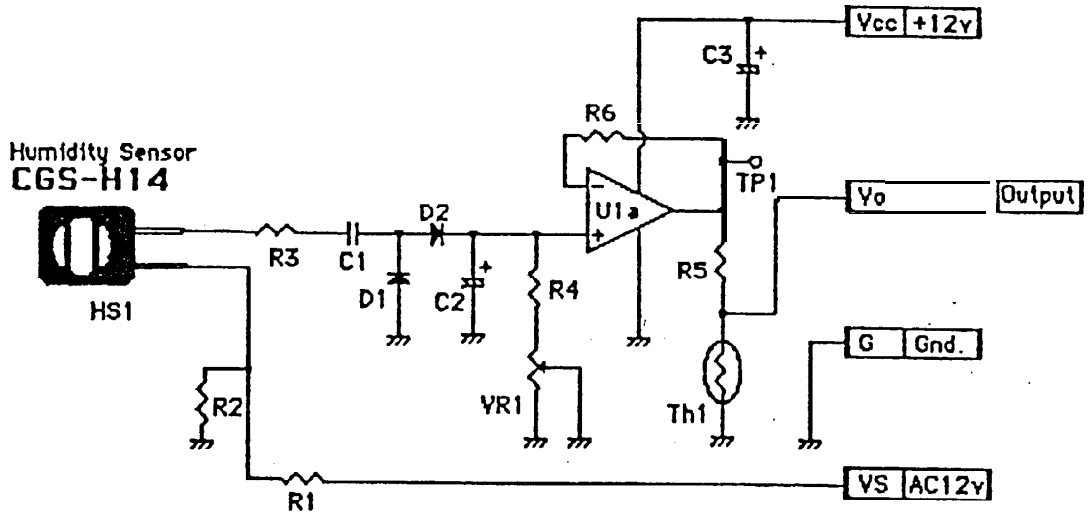 Vcc +12v
C3 +
R6
Humidity Sensor
CGS-H14
TP1
U1a
−
+
Vo Output
D2
R3
C1
D1
C2 +
R4
R5
HS1
G Gnd.
R2
VR1
Th1
R1
VS AC12v